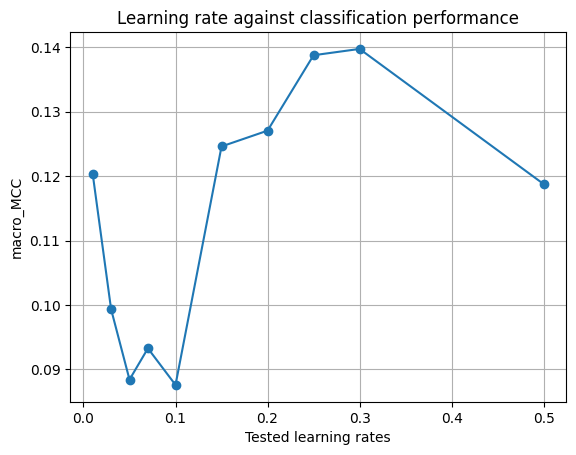 Learning rate against classification performance
macro_MCC
0.14
0.13
0.12
0.11
0.10
0.09
0.0 0.1 0.2 0.3 0.4 0.5
Tested learning rates